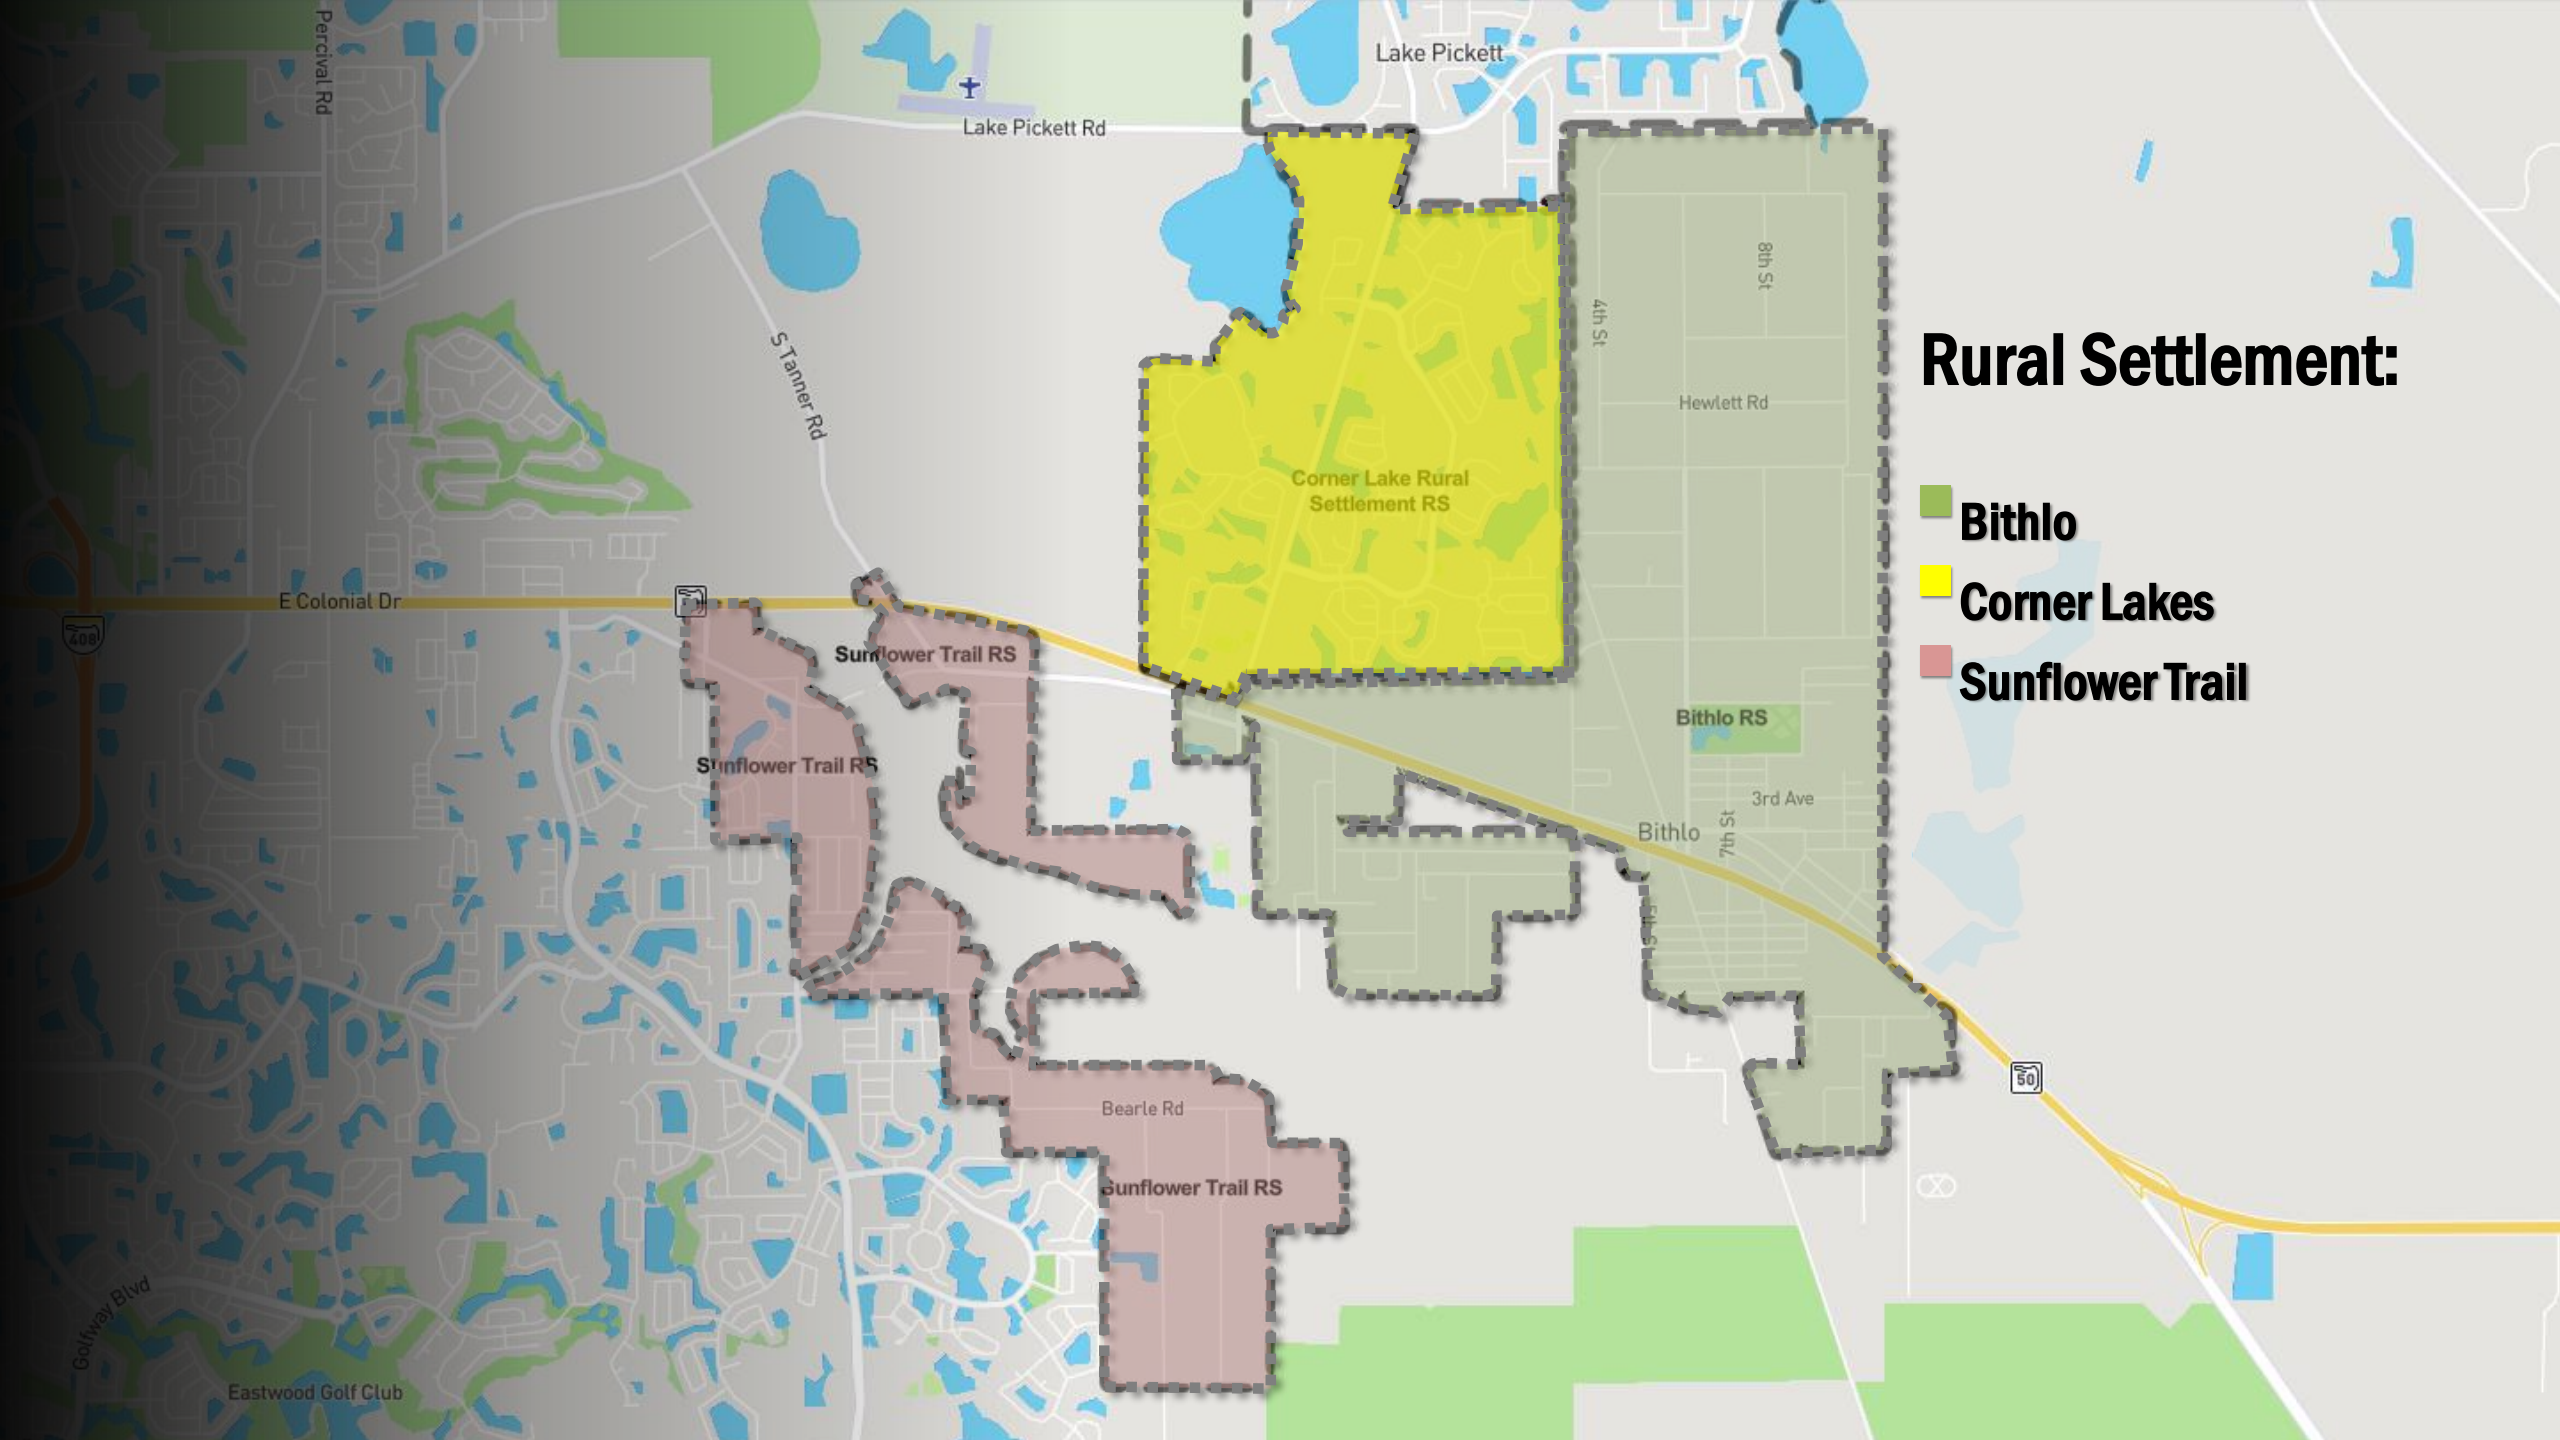 Percival Rd
Lake Pickett
Lake Pickett Rd
8th St
4th St
S Tanner Rd
Hewlett Rd
Rural Settlement:
Corner Lake Rural
Settlement RS
Bithlo
Corner Lakes
Sunflower Trail
E Colonial Dr
408
Sunflower Trail RS
Sunflower Trail RS
Bithlo RS
3rd Ave
7th St
Bithlo
50
Bearle Rd
Sunflower Trail RS
Golfway Blvd
Eastwood Golf Club